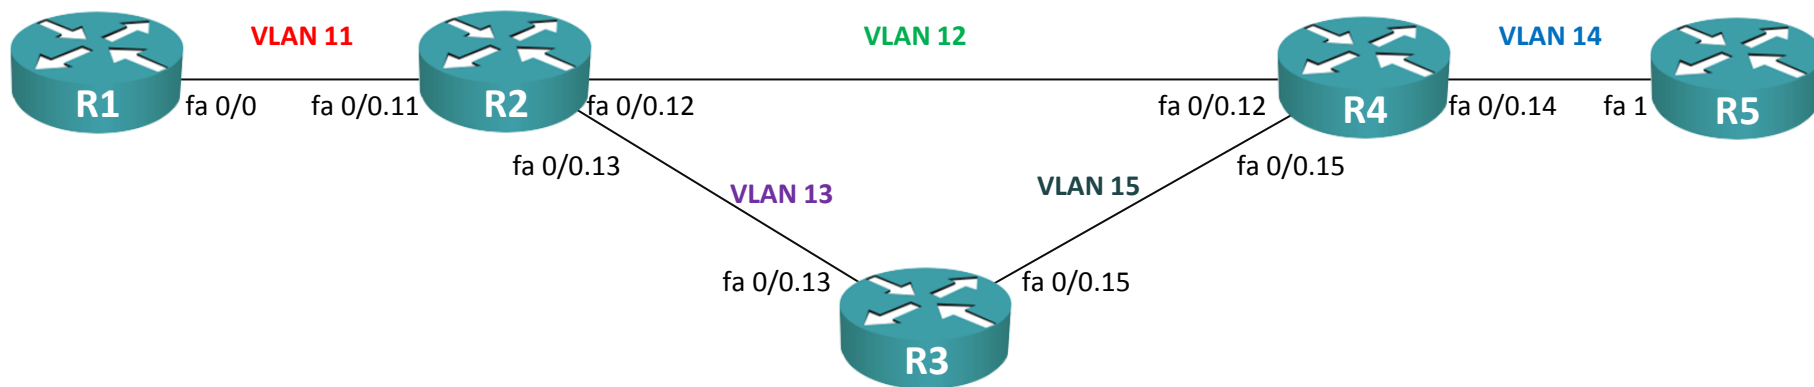 VLAN 11
VLAN 12
VLAN 14
R1
fa 0/0
fa 0/0.11
R2
fa 0/0.12
fa 0/0.12
R4
fa 0/0.14
fa 1
R5
fa 0/0.13
fa 0/0.15
VLAN 13
VLAN 15
fa 0/0.13
fa 0/0.15
R3